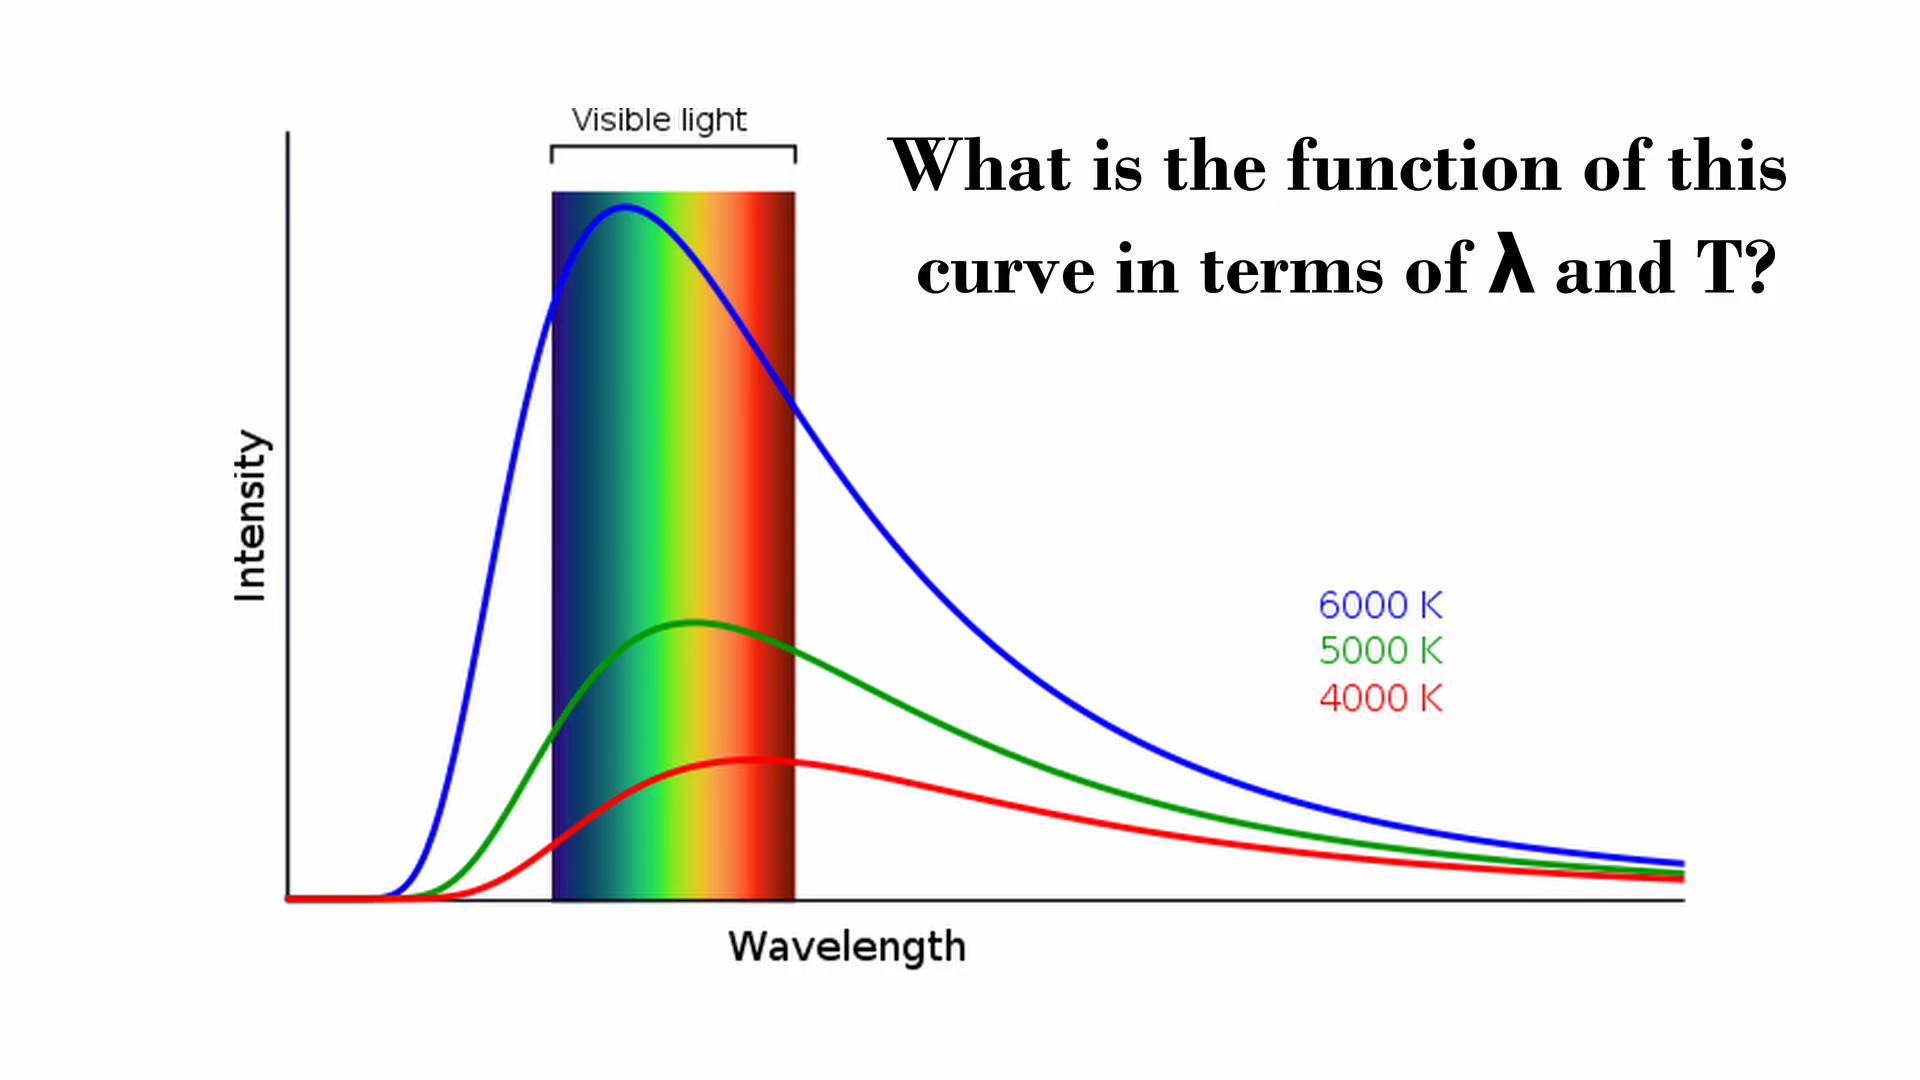 Visible light
What is the function of this
curve in terms of λ and T?
Intensity
6000 K
5000 K
4000 K
Wavelength